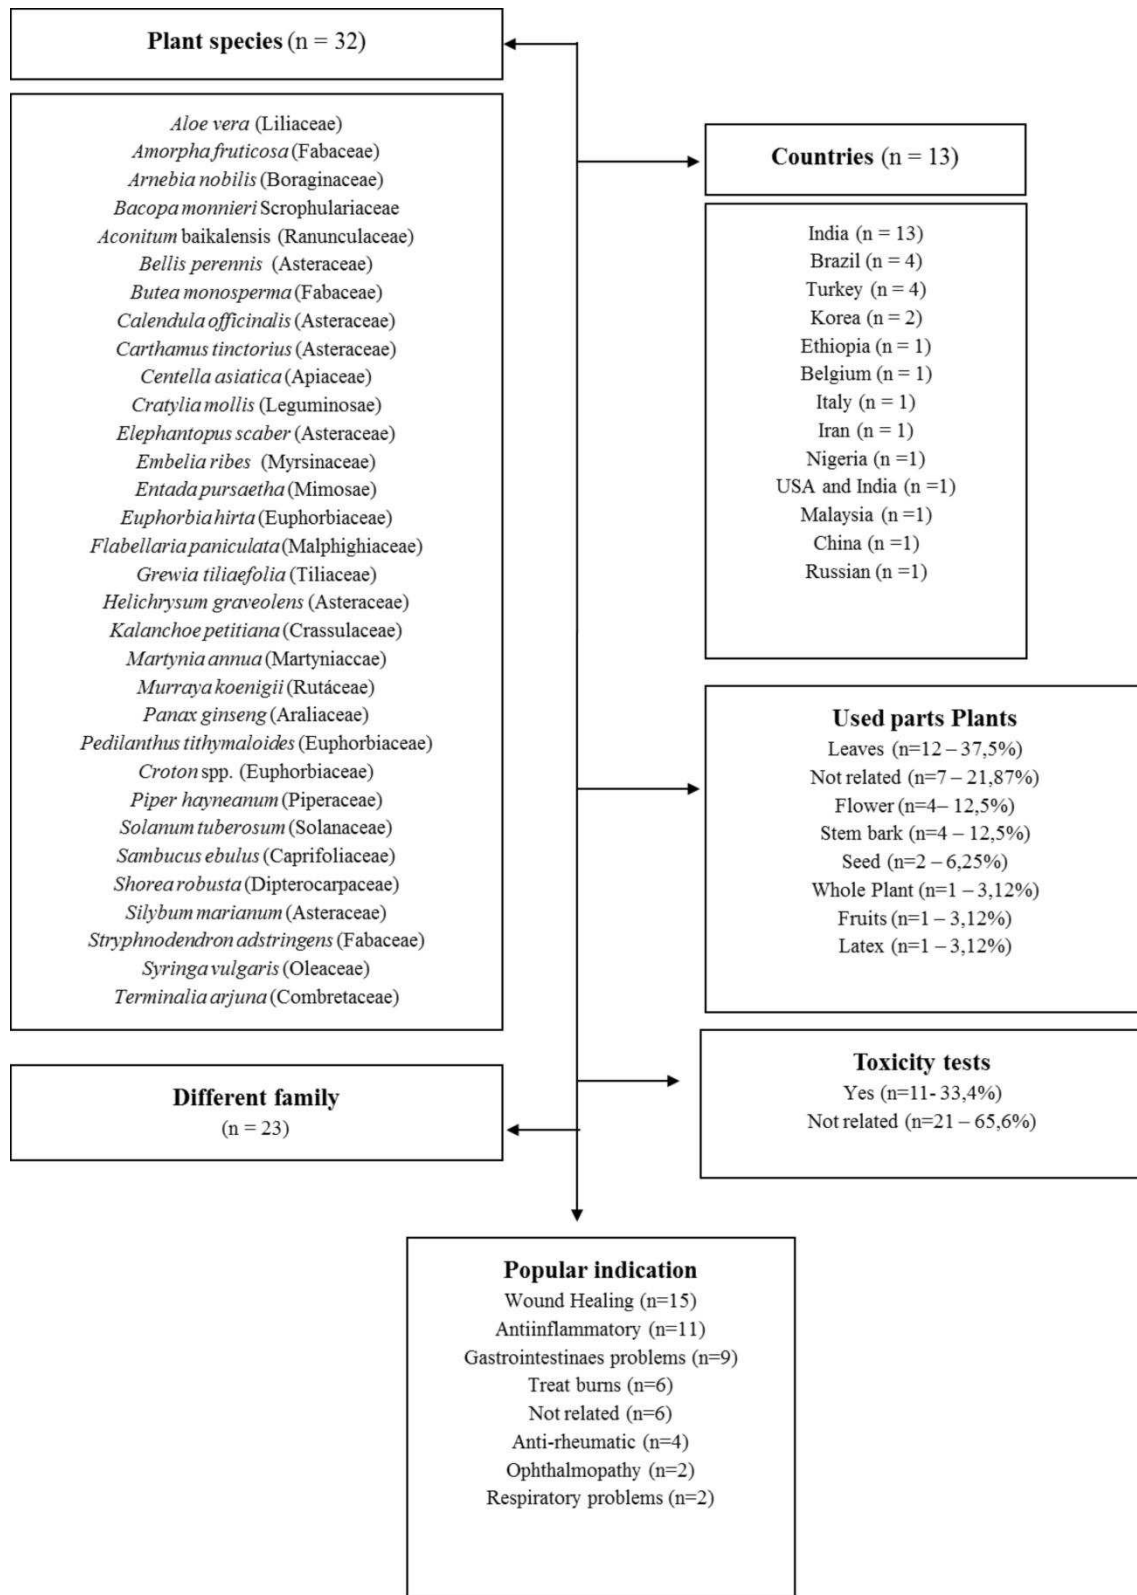 Plant species (n = 32)
Aloe vera (Liliaceae)
Amorpha fruticosa (Fabaceae)
Arnebia nobilis (Boraginaceae)
Bacopa monnieri Scrophulariaceae
Aconitum baikalensis (Ranunculaceae)
Bellis perennis (Asteraceae)
Butea monosperma (Fabaceae)
Calendula officinalis (Asteraceae)
Carthamus tinctorius (Asteraceae)
Centella asiatica (Apiaceae)
Cratylia mollis (Leguminosae)
Elephantopus scaber (Asteraceae)
Embelia ribes (Myrsinaceae)
Entada pursaetha (Mimosae)
Euphorbia hirta (Euphorbiaceae)
Flabellaria paniculata (Malphighiaceae)
Grewia tiliaefolia (Tiliaceae)
Helichrysum graveolens (Asteraceae)
Kalanchoe petitiana (Crassulaceae)
Martynia annua (Martyniaccae)
Murraya koenigii (Rutáceae)
Panax ginseng (Araliaceae)
Pedilanthus tithymaloides (Euphorbiaceae)
Croton spp. (Euphorbiaceae)
Piper hayneanum (Piperaceae)
Solanum tuberosum (Solanaceae)
Sambucus ebulus (Caprifoliaceae)
Shorea robusta (Dipterocarpaceae)
Silybum marianum (Asteraceae)
Stryphnodendron adstringens (Fabaceae)
Syringa vulgaris (Oleaceae)
Terminalia arjuna (Combretaceae)
Different family
(n = 23)
Countries (n = 13)
India (n = 13)
Brazil (n = 4)
Turkey (n = 4)
Korea (n = 2)
Ethiopia (n = 1)
Belgium (n = 1)
Italy (n = 1)
Iran (n = 1)
Nigeria (n =1)
USA and India (n =1)
Malaysia (n =1)
China (n =1)
Russian (n =1)
Used parts Plants
Leaves (n=12 – 37,5%)
Not related (n=7 – 21,87%)
Flower (n=4– 12,5%)
Stem bark (n=4 – 12,5%)
Seed (n=2 – 6,25%)
Whole Plant (n=1 – 3,12%)
Fruits (n=1 – 3,12%)
Latex (n=1 – 3,12%)
Toxicity tests
Yes (n=11- 33,4%)
Not related (n=21 – 65,6%)
Popular indication
Wound Healing (n=15)
Antiinflammatory (n=11)
Gastrointestinaes problems (n=9)
Treat burns (n=6)
Not related (n=6)
Anti-rheumatic (n=4)
Ophthalmopathy (n=2)
Respiratory problems (n=2)